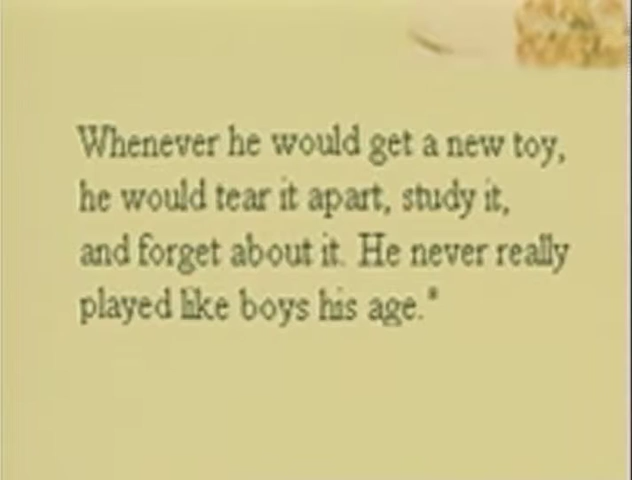 Whenever he would get a new toy,
he would tear it apart, study it,
and forget about it. He never really
played like boys his age.*